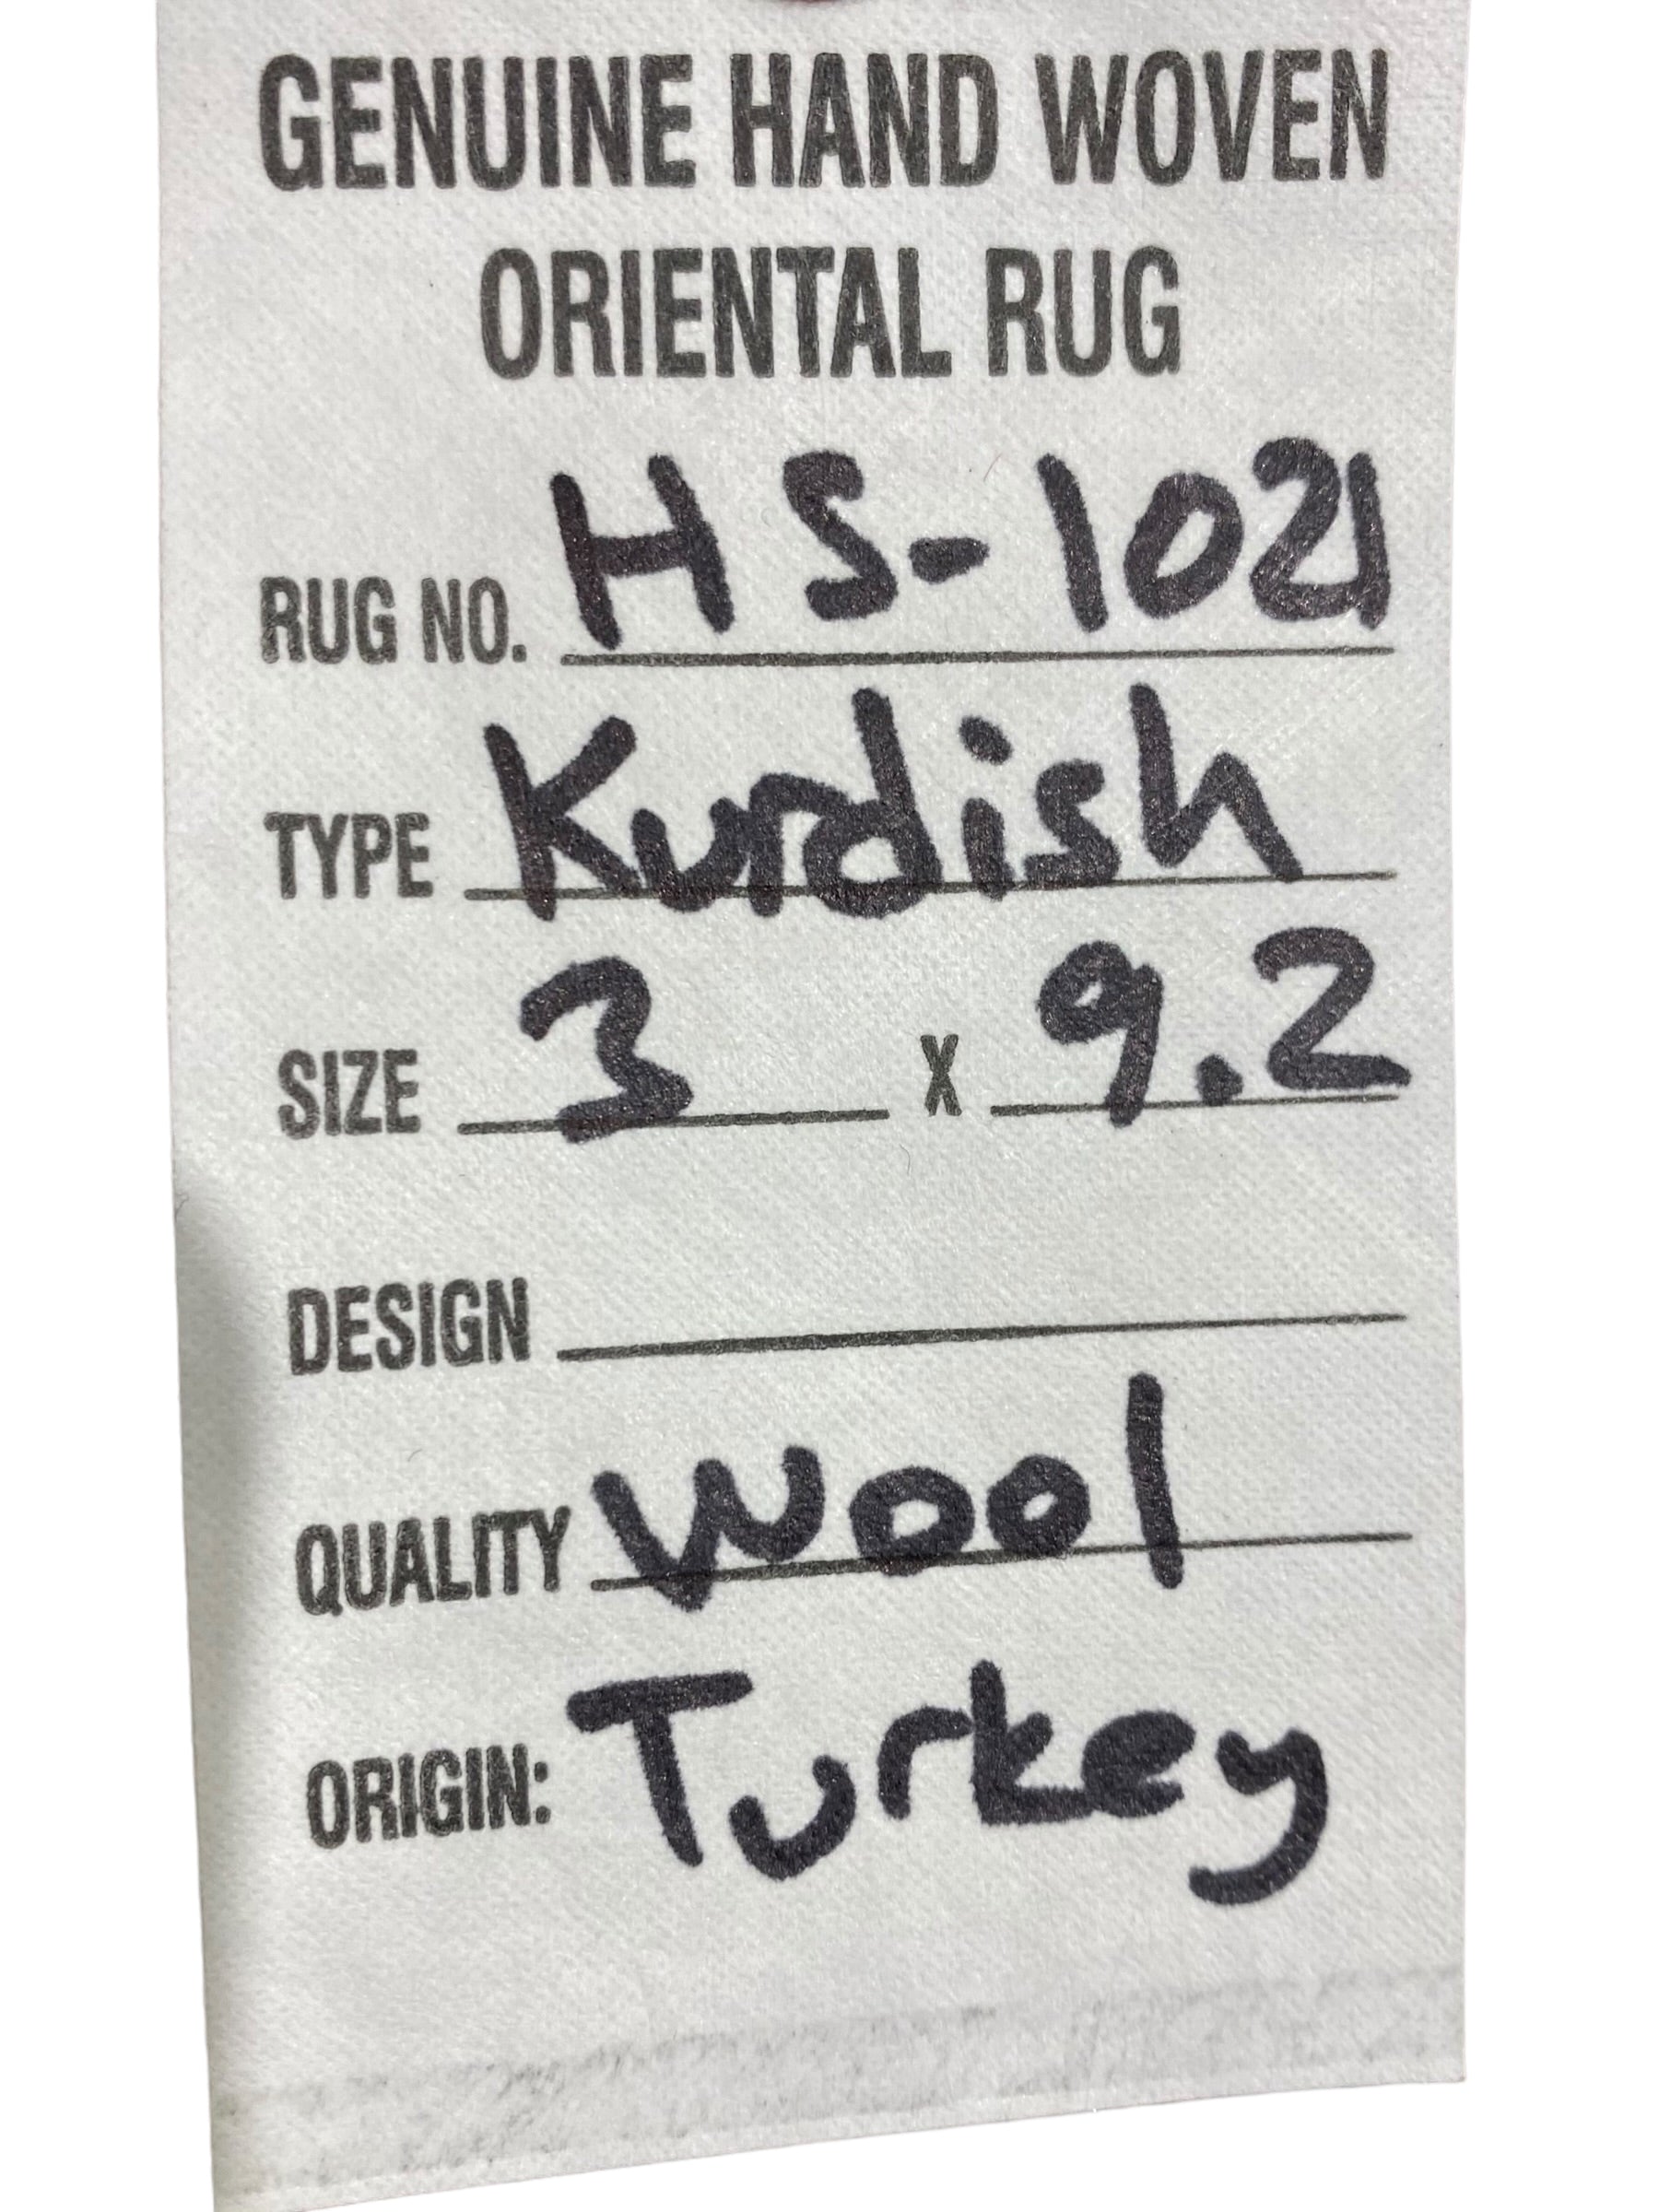 GENUINE HAND WOVEN
ORIENTAL RUG
RUG NO. HS-1021
TYPE Kurdish
SIZE 3 X 9.2
DESIGN
QUALITY Wool
ORIGIN: Turkey